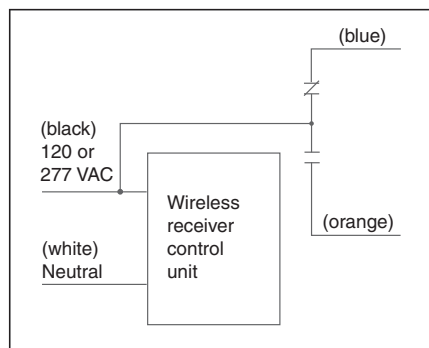 (blue)
(black)
120 or
277 VAC
Wireless
receiver
control
unit
(orange)
(white)
Neutral